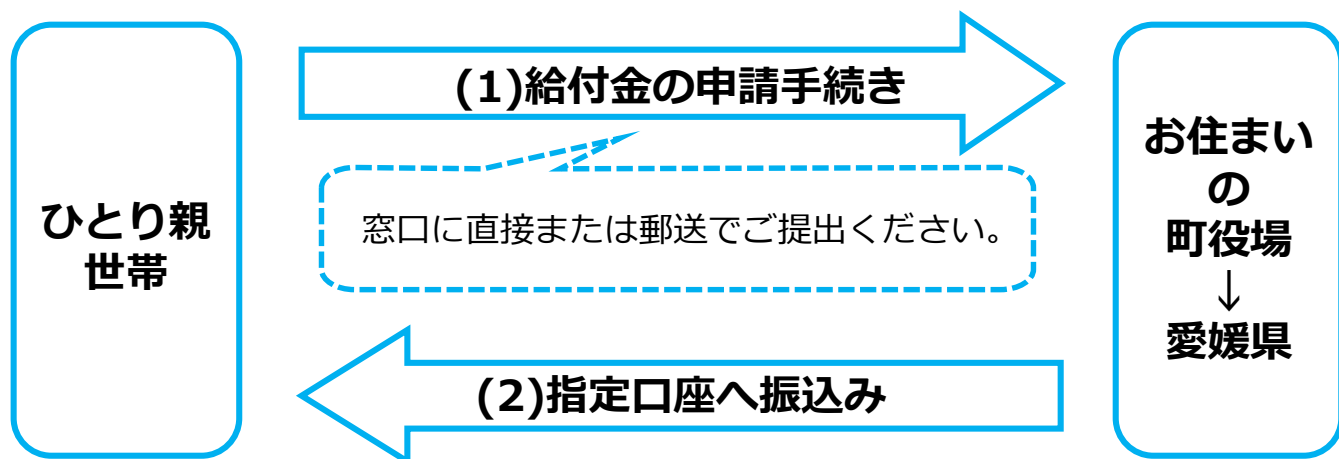 ひとり親
世帯
(1)給付金の申請手続き
窓口に直接または郵送でご提出ください。
(2)指定口座へ振込み
お住まい
の
町役場
↓
愛媛県